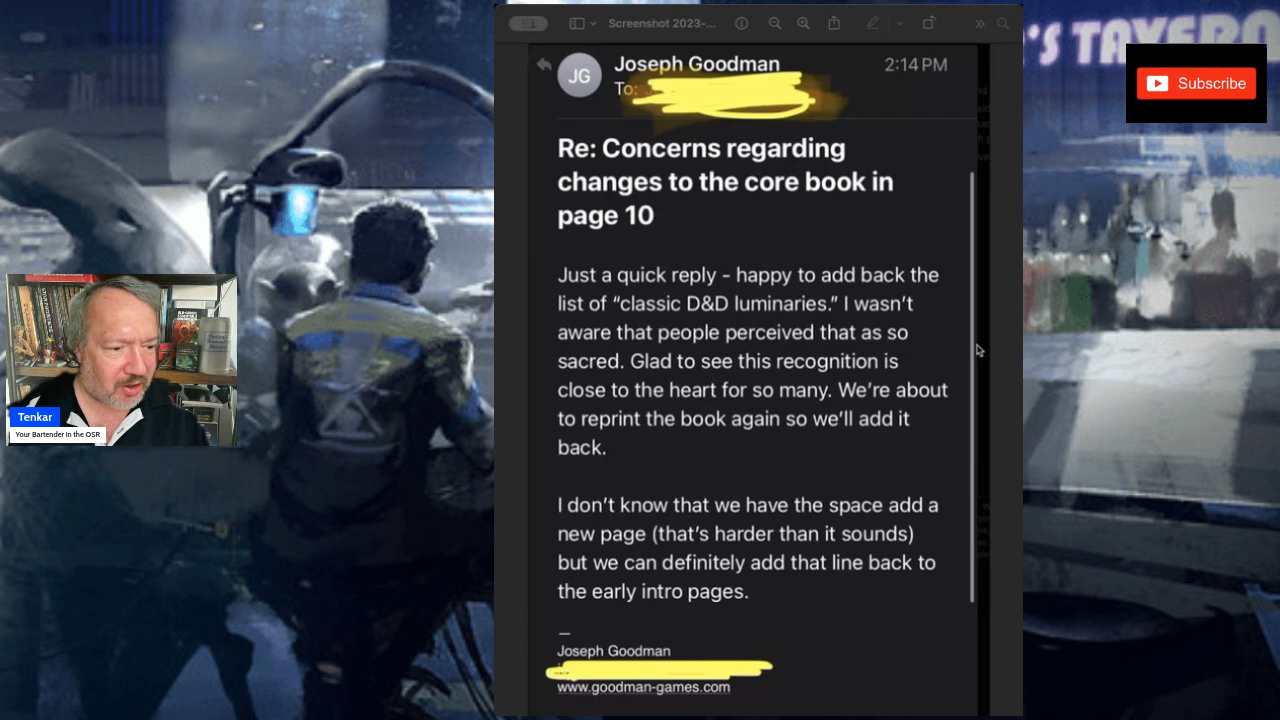 Screenshot 2023-...
'S TAVERN
Subscribe
JG
Joseph Goodman
2:14 PM
To:
Re: Concerns regarding
changes to the core book in
page 10
Just a quick reply - happy to add back the
list of “classic D&D luminaries.” I wasn’t
aware that people perceived that as so
sacred. Glad to see this recognition is
close to the heart for so many. We’re about
to reprint the book again so we’ll add it
back.
I don’t know that we have the space add a
new page (that’s harder than it sounds)
but we can definitely add that line back to
the early intro pages.
—
Joseph Goodman
www.goodman-games.com
Tenkar
Your Bartender in the OSR